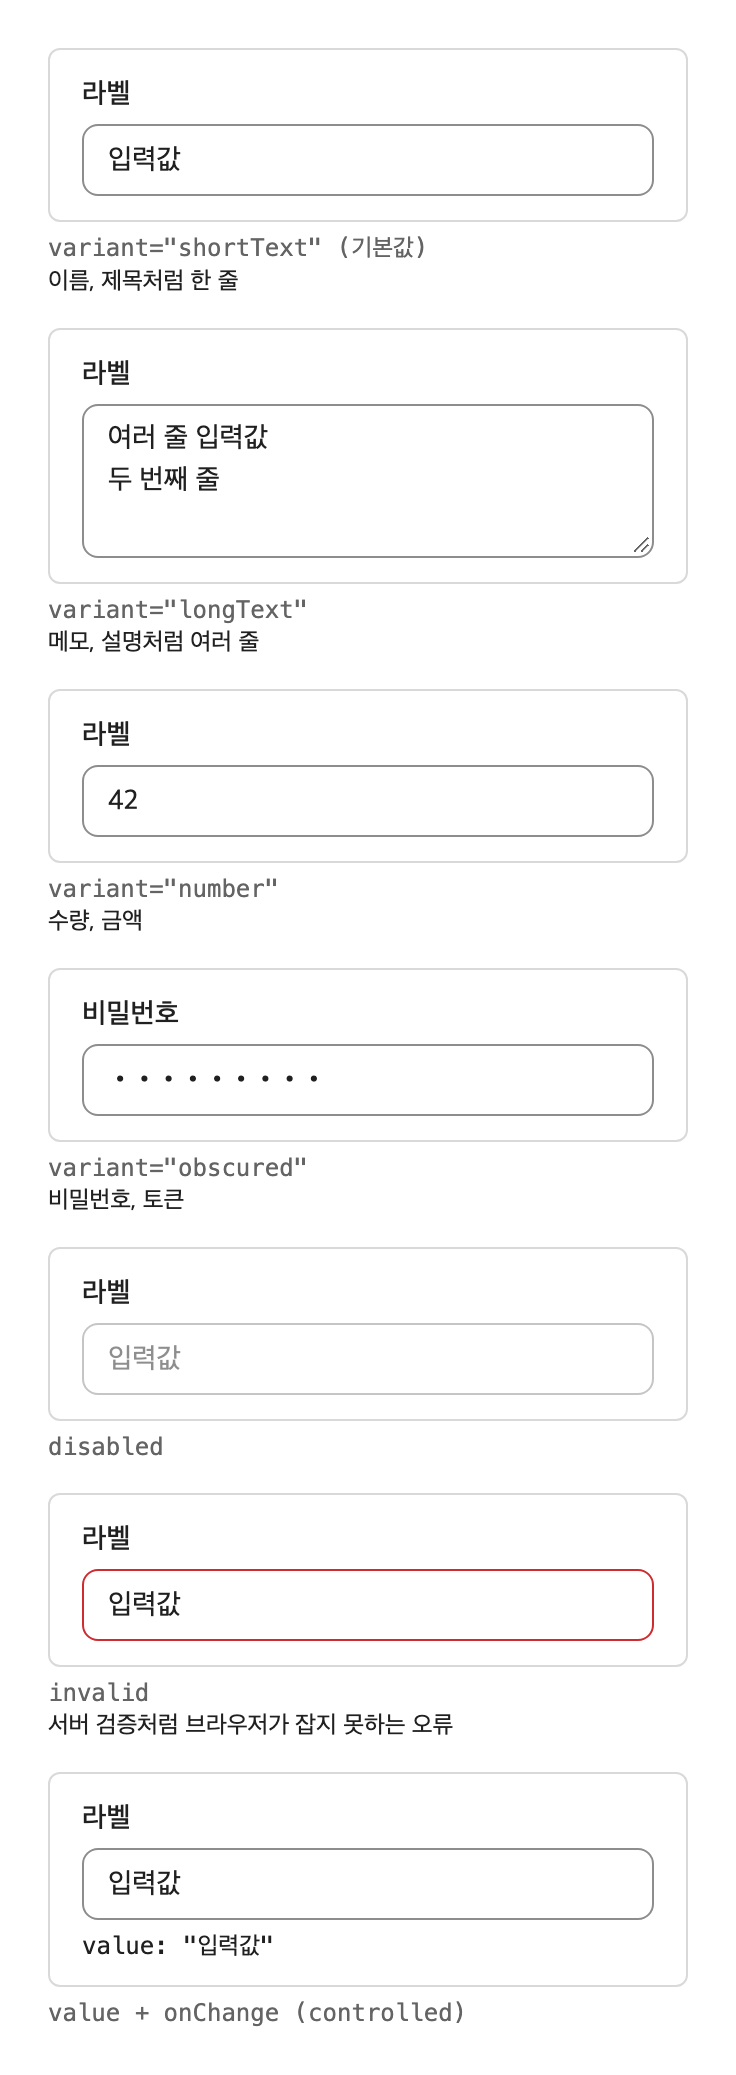 라벨
입력값
variant="shortText" (기본값)
이름, 제목처럼 한 줄
라벨
여러 줄 입력값
두 번째 줄
variant="longText"
메모, 설명처럼 여러 줄
라벨
42
variant="number"
수량, 금액
비밀번호
•••••••••
variant="obscured"
비밀번호, 토큰
라벨
입력값
disabled
라벨
입력값
invalid
서버 검증처럼 브라우저가 잡지 못하는 오류
라벨
입력값
value: "입력값"
value + onChange (controlled)